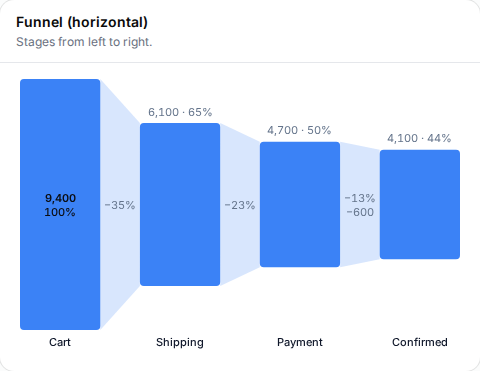 Funnel (horizontal)
Stages from left to right.
9,400
100%
−35%
6,100 · 65%
−23%
4,700 · 50%
−13%
−600
4,100 · 44%
Cart
Shipping
Payment
Confirmed